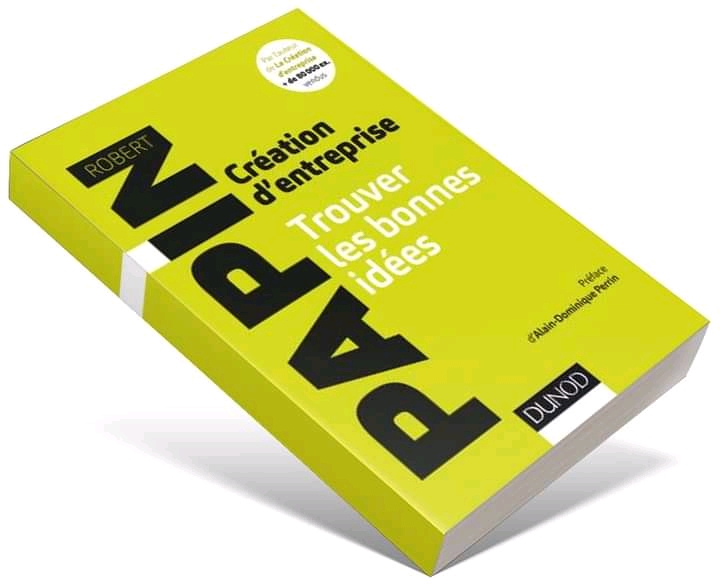 Par l'auteur
de La Création
d'entreprise
+ de 80 000 ex.
vendus
ROBERT
PAPIN
Création
d'entreprise
Trouver
les bonnes
idées
Préface
d'Alain-Dominique Perrin
DUNOD